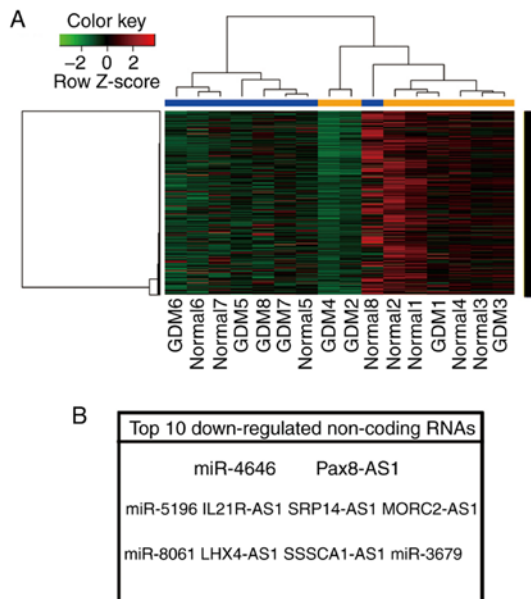 A
Color key
−2 0 2
Row Z-score
GDM6 Normal6 Normal7 GDM5 GDM8 GDM7 Normal5 GDM4 GDM2 Normal8 Normal2 Normal1 GDM1 Normal4 Normal3 GDM3
B
Top 10 down-regulated non-coding RNAs
miR-4646 Pax8-AS1
miR-5196 IL21R-AS1 SRP14-AS1 MORC2-AS1
miR-8061 LHX4-AS1 SSSCA1-AS1 miR-3679